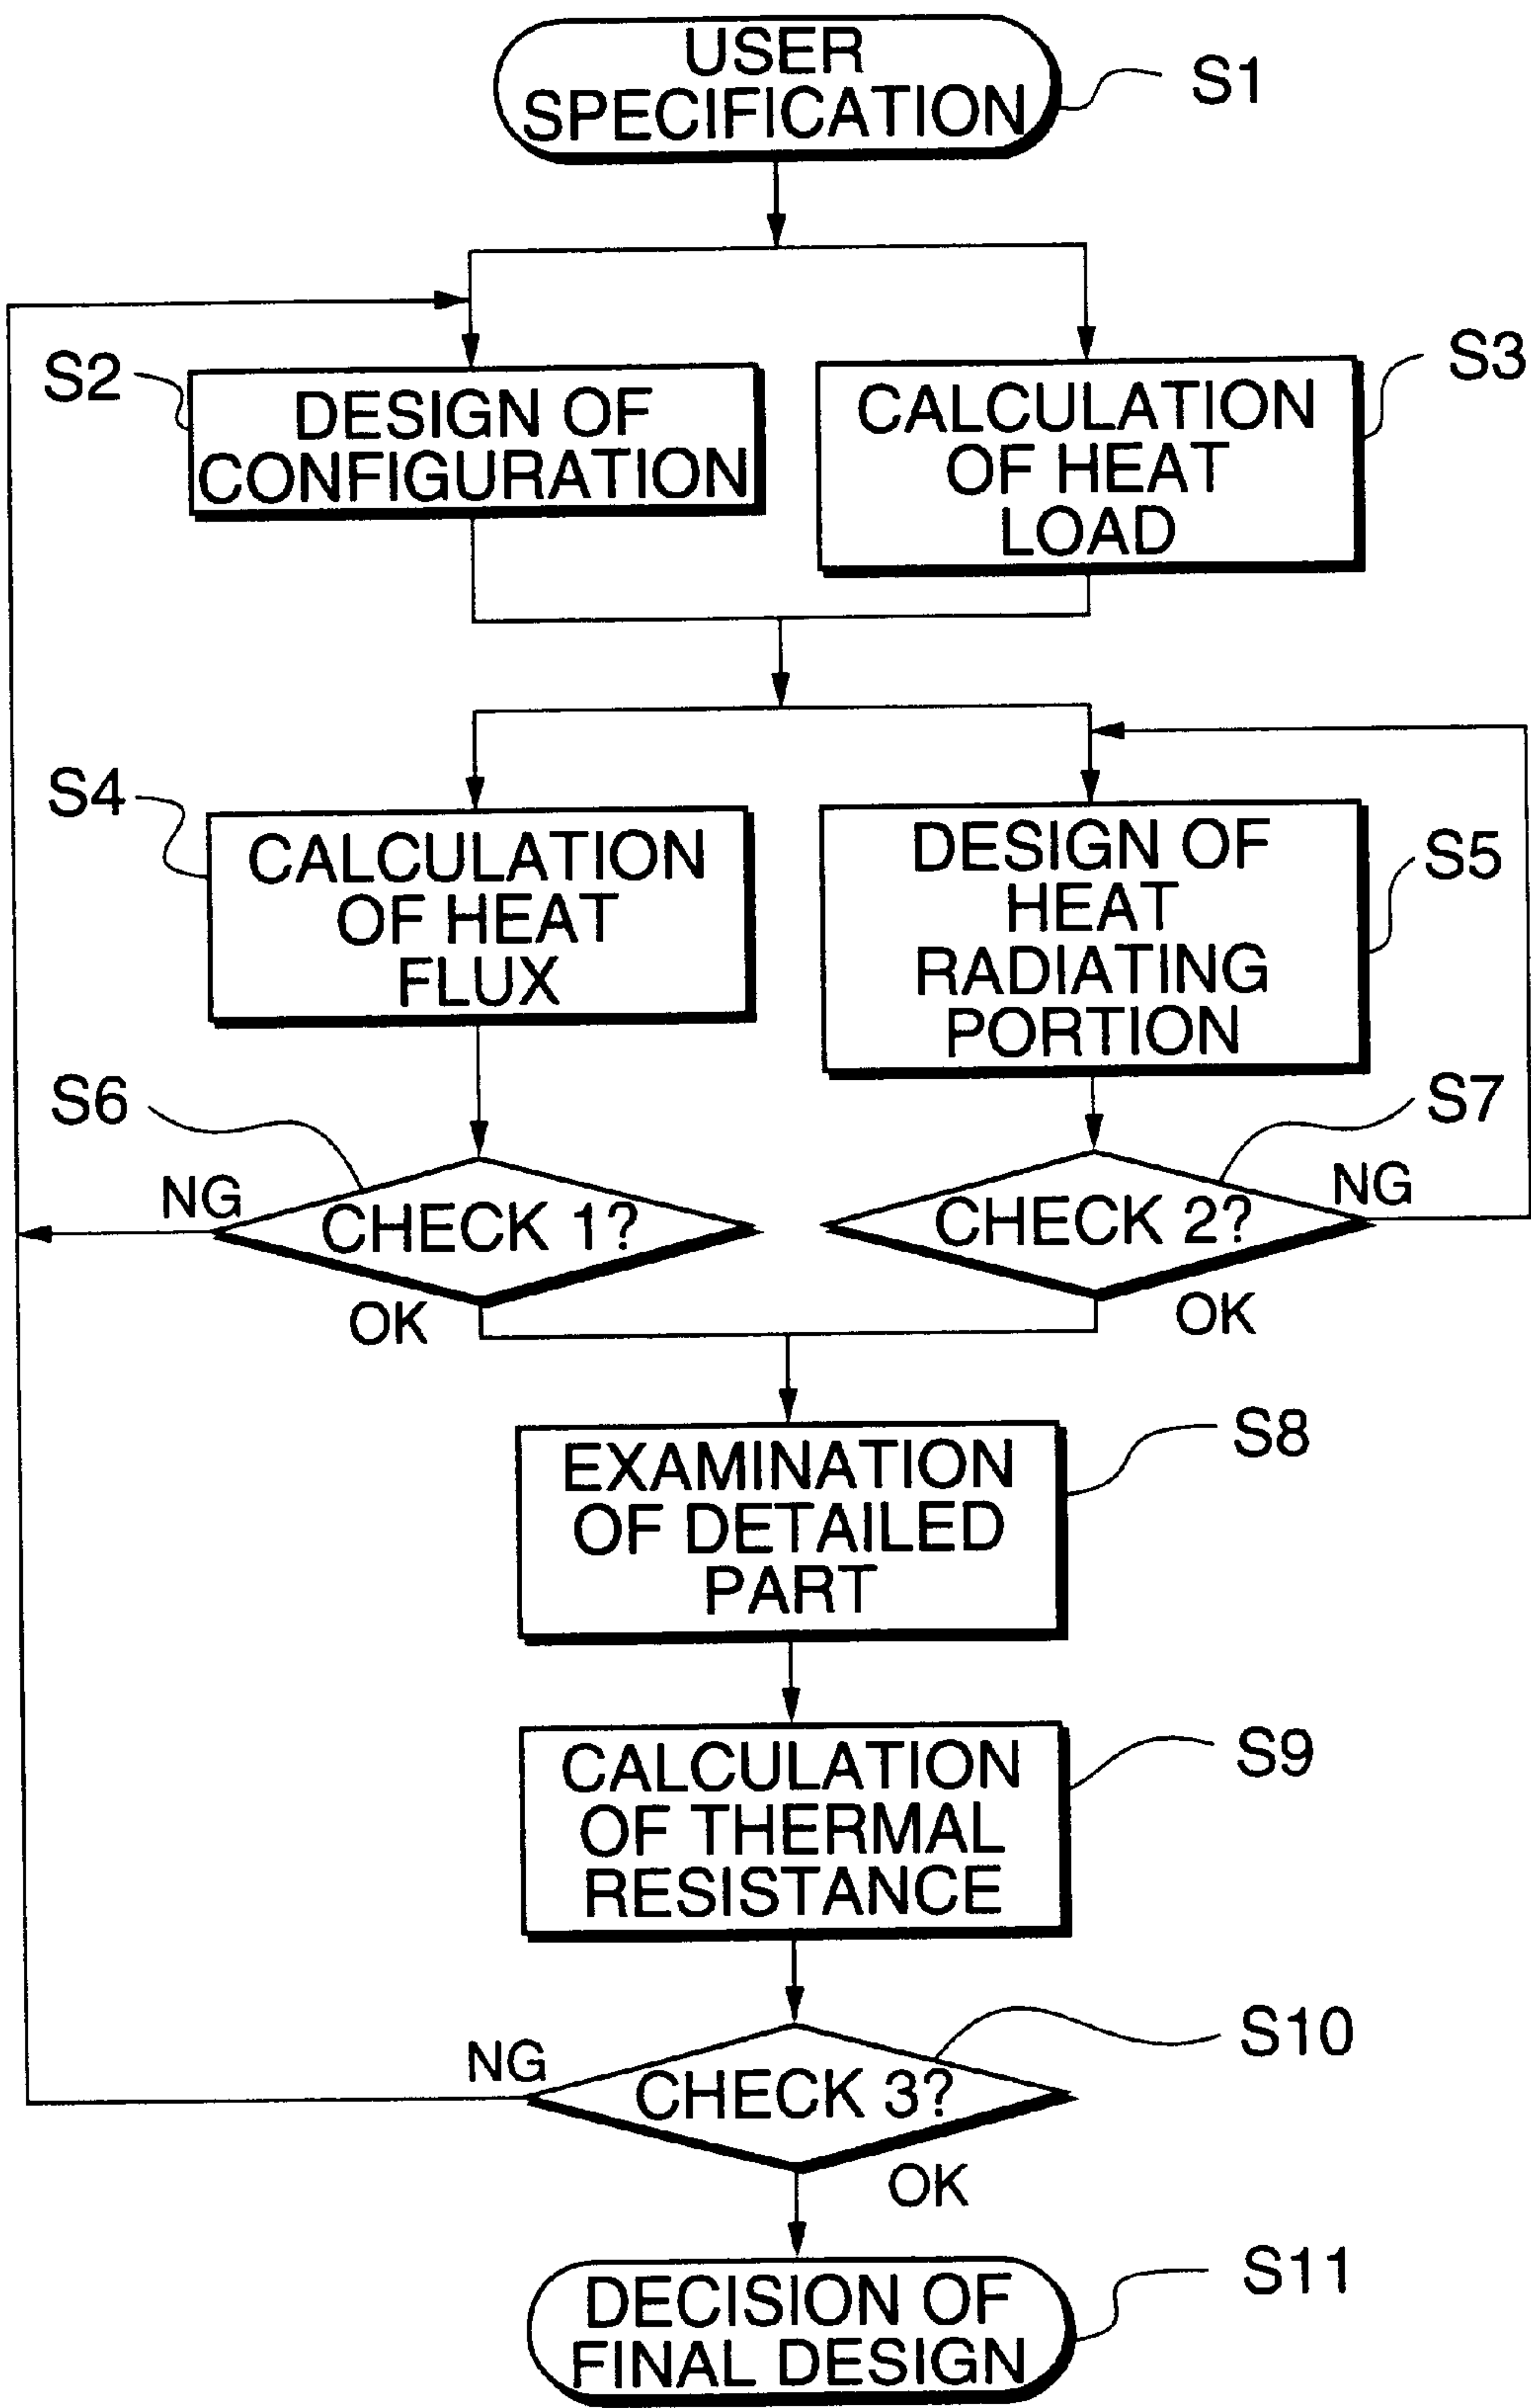 USER
SPECIFICATION
S1
S2
DESIGN OF
CONFIGURATION
S3
CALCULATION
OF HEAT
LOAD
S4
CALCULATION
OF HEAT
FLUX
S5
DESIGN OF
HEAT
RADIATING
PORTION
S6
NG
CHECK 1?
OK
S7
NG
CHECK 2?
OK
S8
EXAMINATION
OF DETAILED
PART
S9
CALCULATION
OF THERMAL
RESISTANCE
S10
NG
CHECK 3?
OK
S11
DECISION OF
FINAL DESIGN